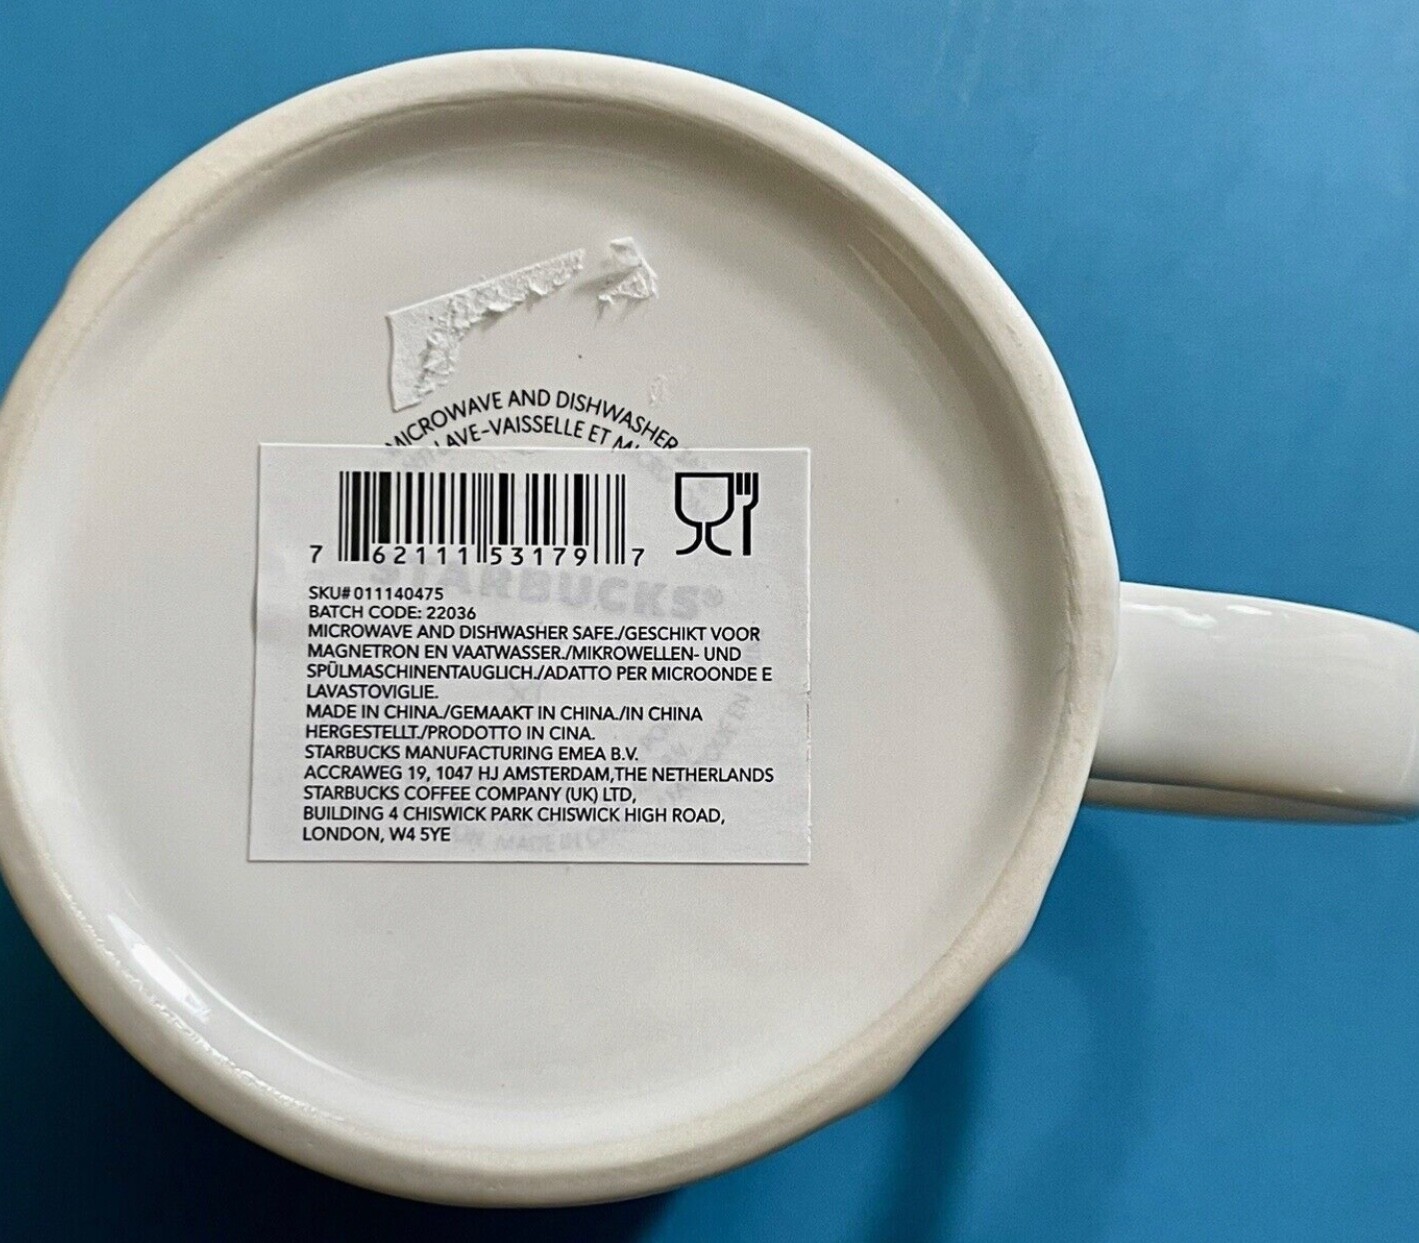 MICROWAVE AND DISHWASHER
LAVE-VAISSELLE ET
7 62111 53179 7
SKU# 011140475
BATCH CODE: 22036
MICROWAVE AND DISHWASHER SAFE./GESCHIKT VOOR
MAGNETRON EN VAATWASSER./MIKROWELLEN- UND
SPÜLMASCHINENTAUGLICH./ADATTO PER MICROONDE E
LAVASTOVIGLIE.
MADE IN CHINA./GEMAAKT IN CHINA./IN CHINA
HERGESTELLT./PRODOTTO IN CINA.
STARBUCKS MANUFACTURING EMEA B.V.
ACCRAWEG 19, 1047 HJ AMSTERDAM,THE NETHERLANDS
STARBUCKS COFFEE COMPANY (UK) LTD,
BUILDING 4 CHISWICK PARK CHISWICK HIGH ROAD,
LONDON, W4 5YE
STARBUCKS®